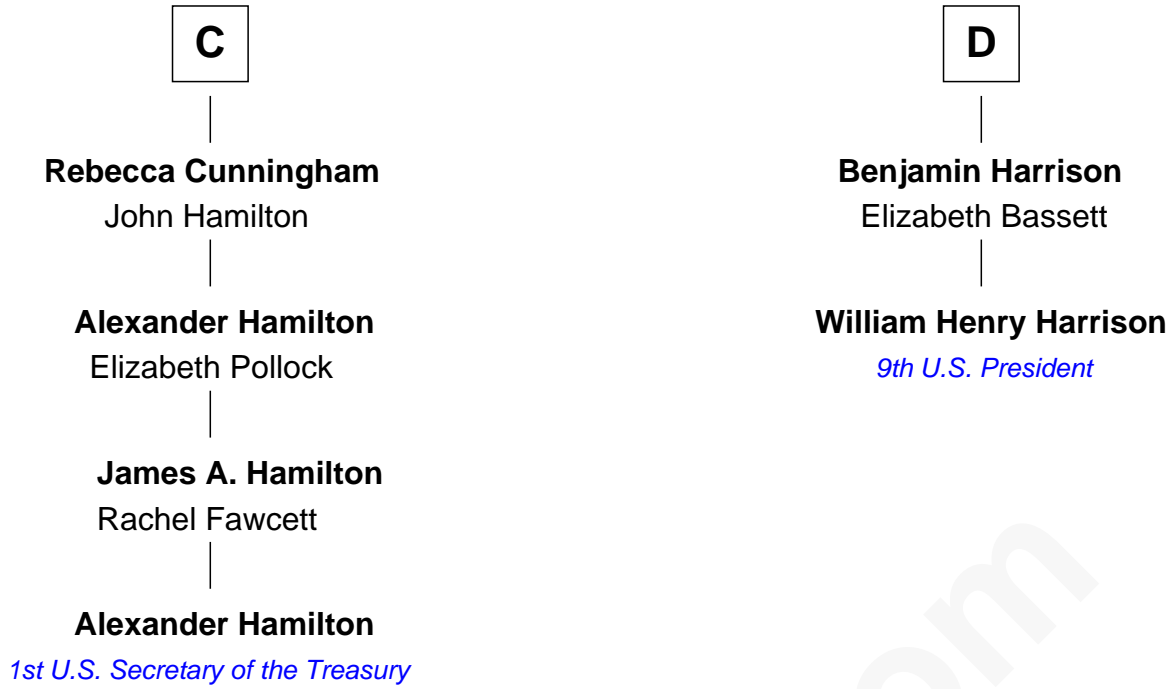 C
Rebecca Cunningham
John Hamilton
Alexander Hamilton
Elizabeth Pollock
James A. Hamilton
Rachel Fawcett
Alexander Hamilton
1st U.S. Secretary of the Treasury
D
Benjamin Harrison
Elizabeth Bassett
William Henry Harrison
9th U.S. President
om